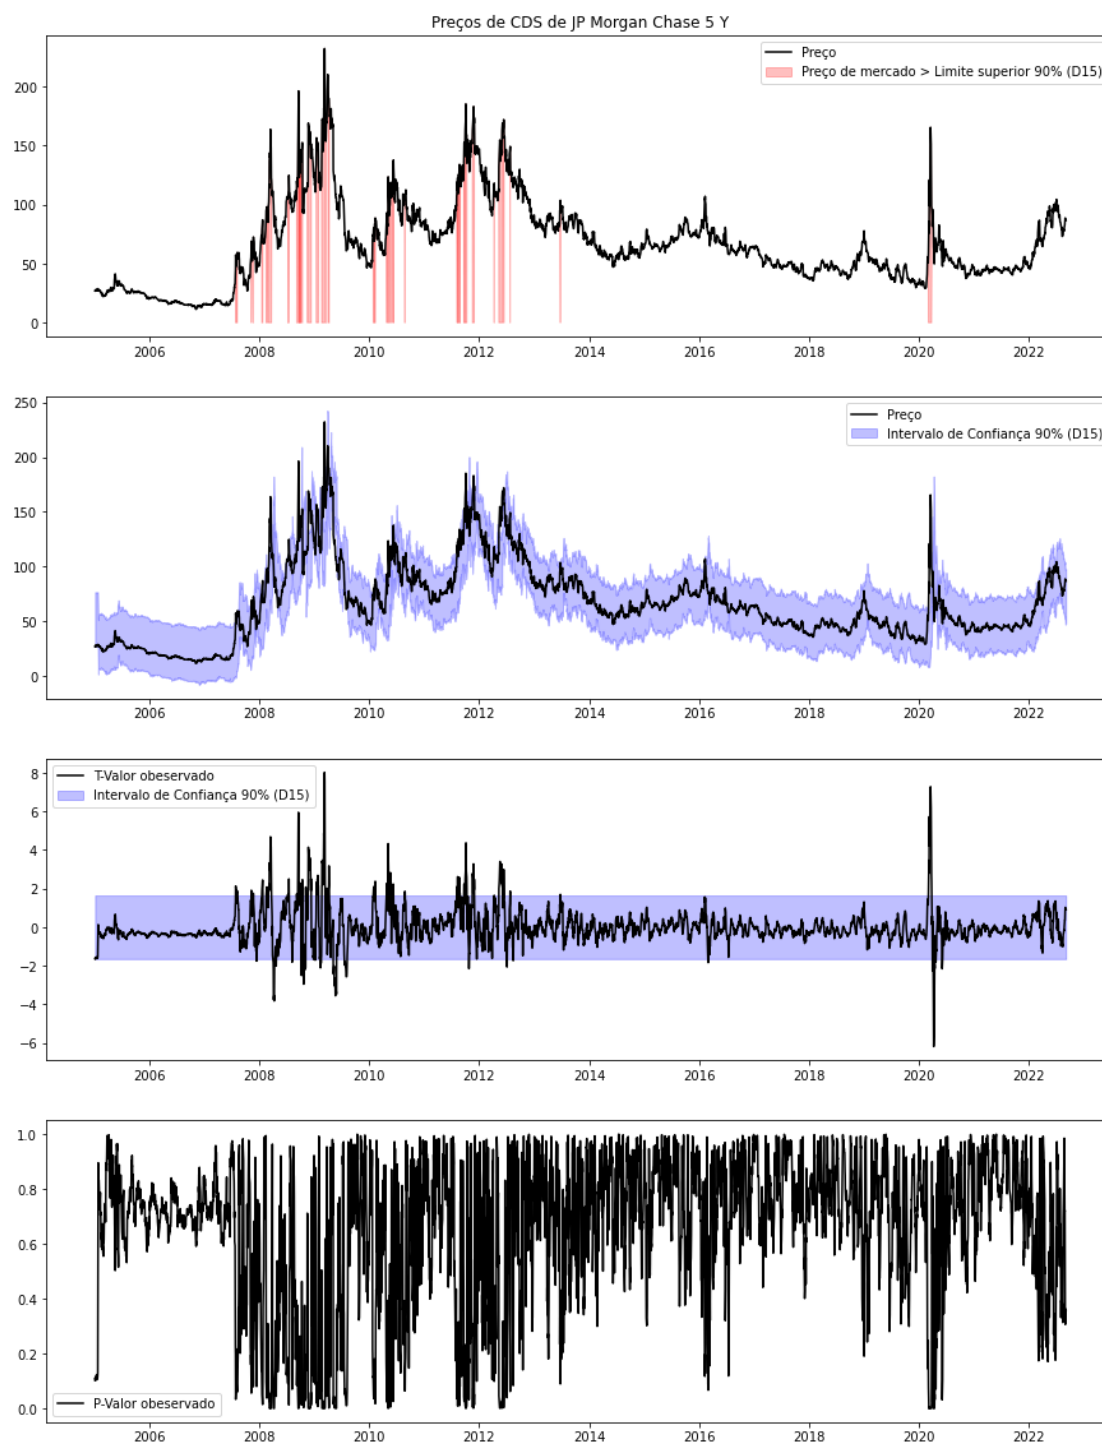 Preços de CDS de JP Morgan Chase 5 Y
Preço
Preço de mercado > Limite superior 90% (D15)
200
150
100
50
0
2006 2008 2010 2012 2014 2016 2018 2020 2022
Preço
Intervalo de Confiança 90% (D15)
250
200
150
100
50
0
2006 2008 2010 2012 2014 2016 2018 2020 2022
T-Valor obeservado
Intervalo de Confiança 90% (D15)
8
6
4
2
0
−2
−4
−6
2006 2008 2010 2012 2014 2016 2018 2020 2022
1.0
0.8
0.6
0.4
0.2
0.0
P-Valor obeservado
2006 2008 2010 2012 2014 2016 2018 2020 2022